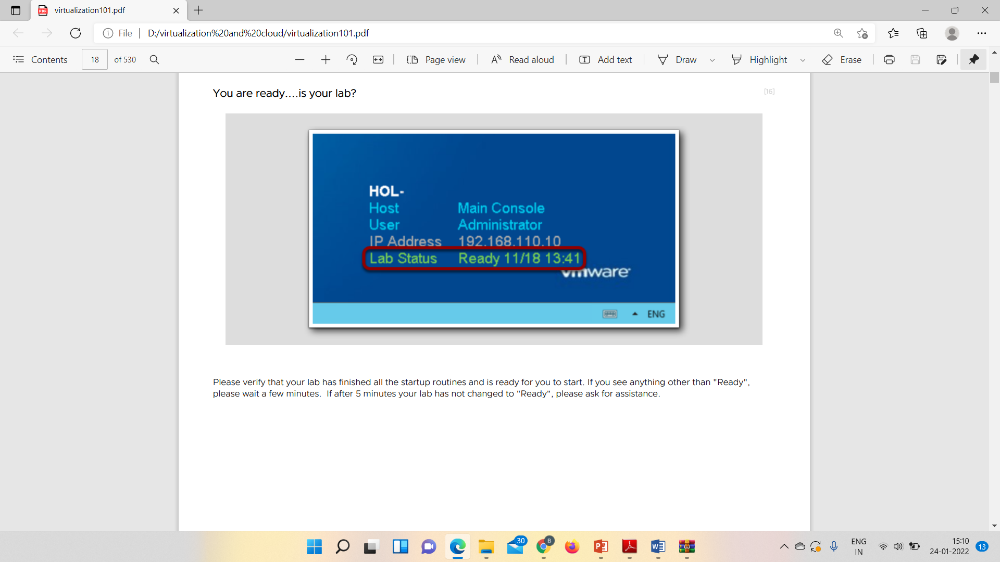 virtualization101.pdf
File
D:/virtualization%20and%20cloud/virtualization101.pdf
Contents 18 of 530 Page view Read aloud Add text Draw Highlight Erase
You are ready....is your lab? [16]
HOL-
Host Main Console
User Administrator
IP Address 192.168.110.10
Lab Status Ready 11/18 13:41
vmware
ENG
Please verify that your lab has finished all the startup routines and is ready for you to start. If you see anything other than "Ready",
please wait a few minutes.  If after 5 minutes your lab has not changed to "Ready", please ask for assistance.
30
B
ENG
IN
15:10
24-01-2022
13